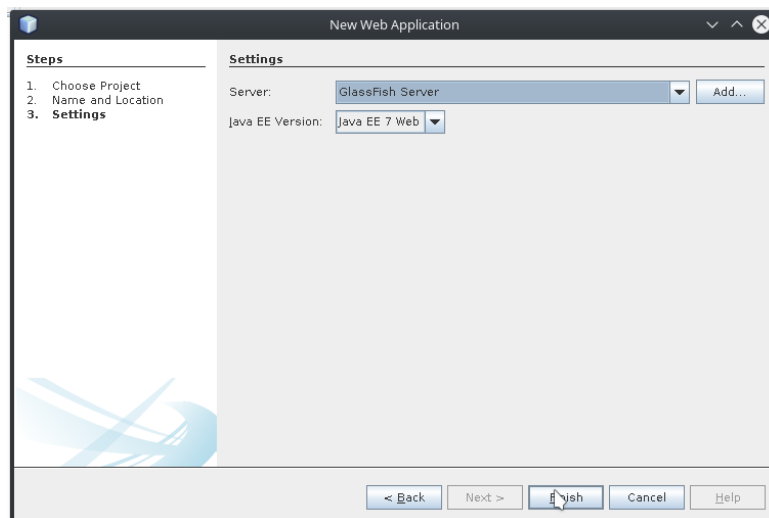 New Web Application
Steps
1. Choose Project
2. Name and Location
3. Settings
Settings
Server: GlassFish Server Add...
Java EE Version: Java EE 7 Web
< Back Next > Finish Cancel Help